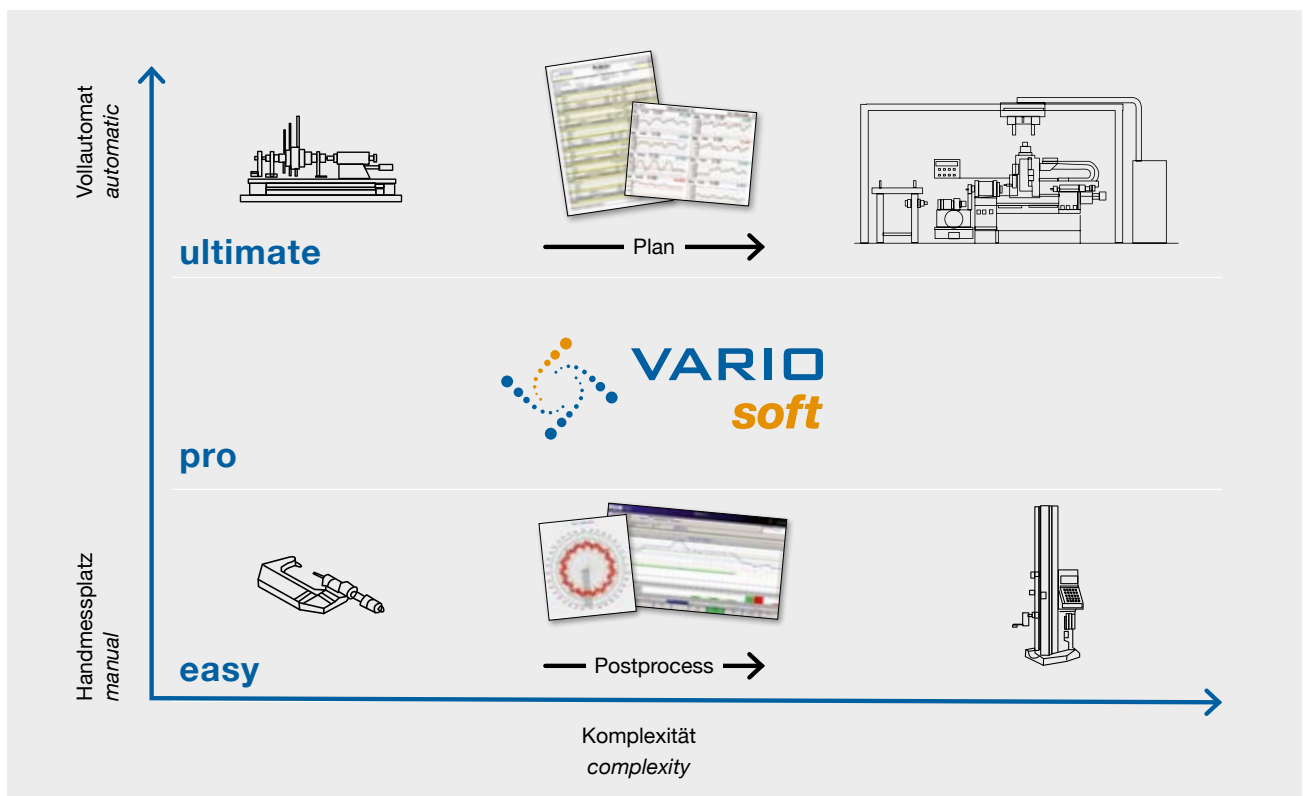 Vollautomat
automatic
ultimate
Plan
VARIO
soft
pro
Handmessplatz
manual
easy
Postprocess
Komplexität
complexity